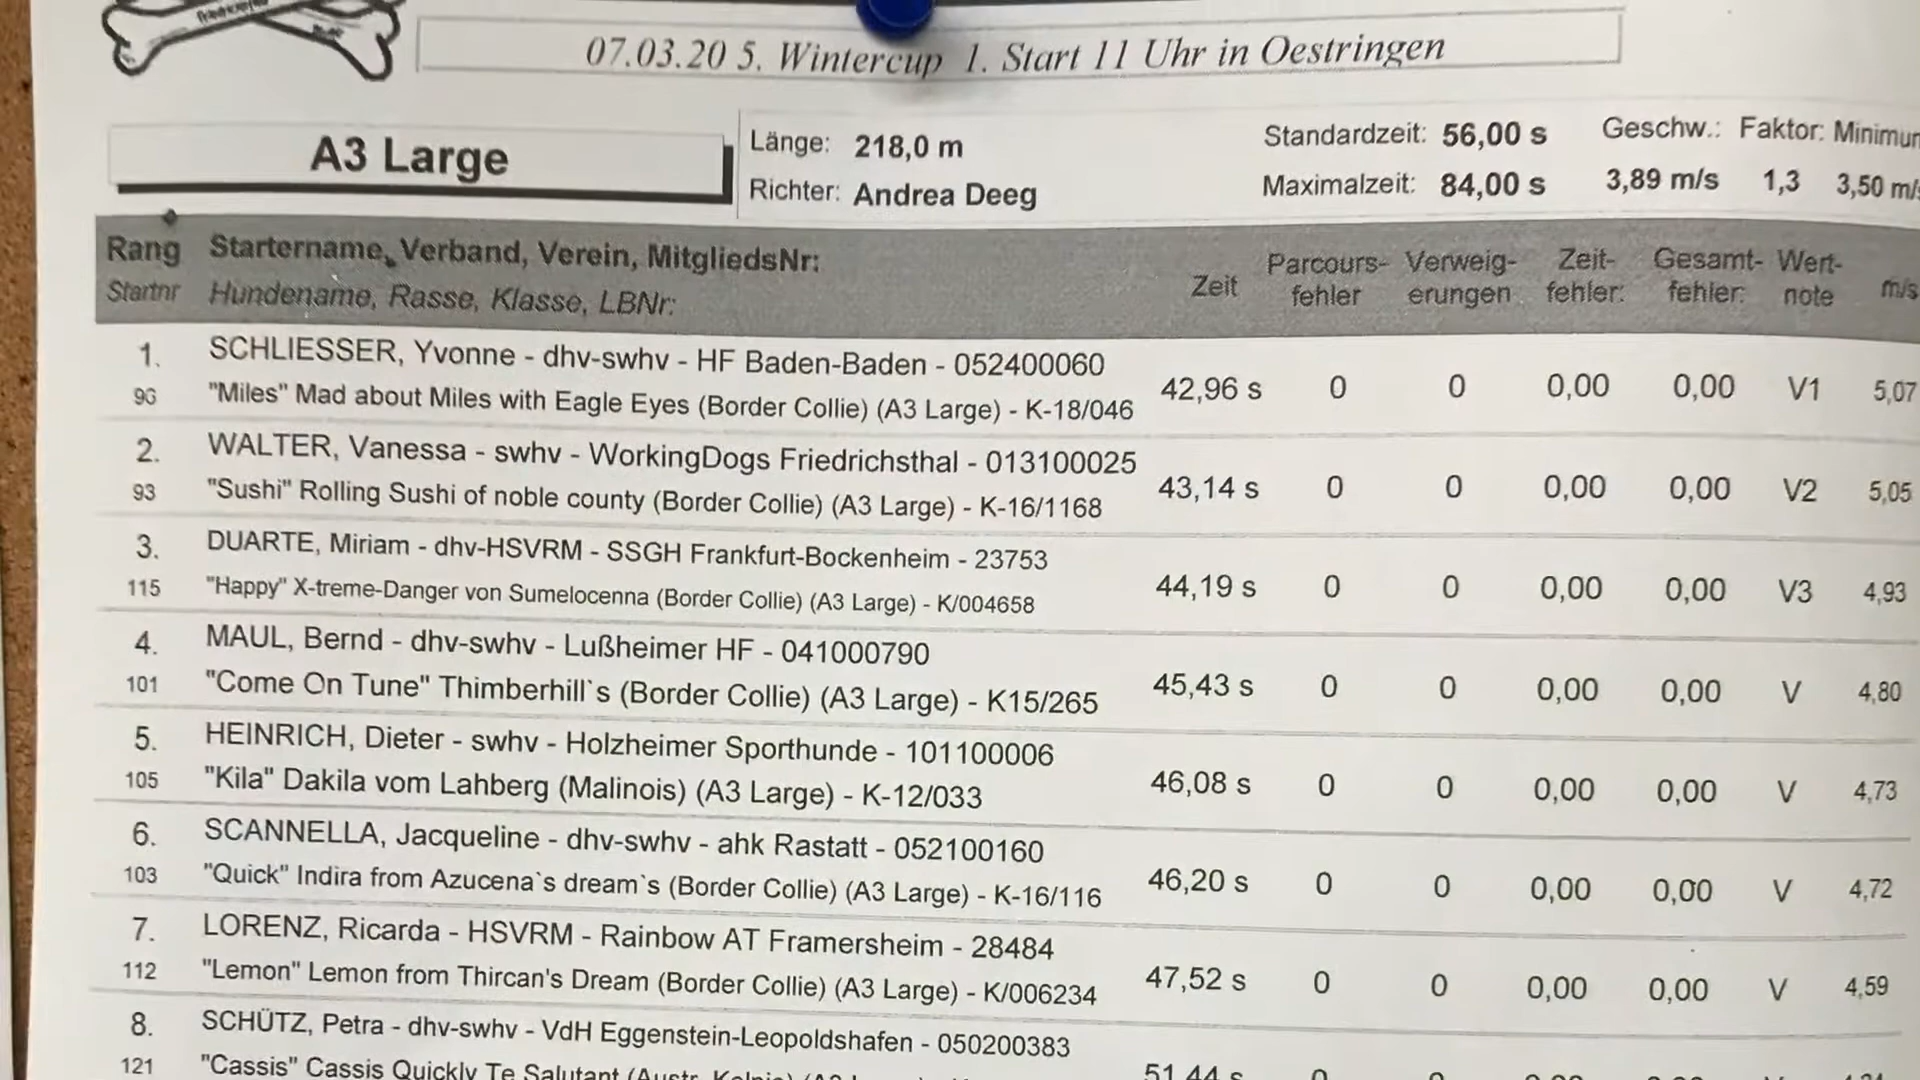 07.03.20 5. Wintercup 1. Start 11 Uhr in Oestringen
A3 Large
Länge: 218,0 m
Richter: Andrea Deeg
Standardzeit: 56,00 s
Maximalzeit: 84,00 s
Geschw.: Faktor:
3,89 m/s 1,3 3,50
Rang Startername, Verband, Verein, MitgliedsNr: Zeit Parcours- Verweig- Zeit- Gesamt- Wert- m/s
Startnr Hundename, Rasse, Klasse, LBNr: fehler erungen fehler: fehler: note
1. SCHLIESSER, Yvonne - dhv-swhv - HF Baden-Baden - 052400060
96 "Miles" Mad about Miles with Eagle Eyes (Border Collie) (A3 Large) - K-18/046 42,96 s 0 0 0,00 0,00 V1 5,07
2. WALTER, Vanessa - swhv - WorkingDogs Friedrichsthal - 013100025
93 "Sushi" Rolling Sushi of noble county (Border Collie) (A3 Large) - K-16/1168 43,14 s 0 0 0,00 0,00 V2 5,05
3. DUARTE, Miriam - dhv-HSVRM - SSGH Frankfurt-Bockenheim - 23753
115 "Happy" X-treme-Danger von Sumelocenna (Border Collie) (A3 Large) - K/004658 44,19 s 0 0 0,00 0,00 V3 4,93
4. MAUL, Bernd - dhv-swhv - Lußheimer HF - 041000790
101 "Come On Tune" Thimberhill`s (Border Collie) (A3 Large) - K15/265 45,43 s 0 0 0,00 0,00 V 4,80
5. HEINRICH, Dieter - swhv - Holzheimer Sporthunde - 101100006
105 "Kila" Dakila vom Lahberg (Malinois) (A3 Large) - K-12/033 46,08 s 0 0 0,00 0,00 V 4,73
6. SCANNELLA, Jacqueline - dhv-swhv - ahk Rastatt - 052100160
103 "Quick" Indira from Azucena`s dream`s (Border Collie) (A3 Large) - K-16/116 46,20 s 0 0 0,00 0,00 V 4,72
7. LORENZ, Ricarda - HSVRM - Rainbow AT Framersheim - 28484
112 "Lemon" Lemon from Thircan's Dream (Border Collie) (A3 Large) - K/006234 47,52 s 0 0 0,00 0,00 V 4,59
8. SCHÜTZ, Petra - dhv-swhv - VdH Eggenstein-Leopoldshafen - 050200383
121 "Cassis" Cassis Quickly Te Salutant (Austr. Kelpie) 51,44 s